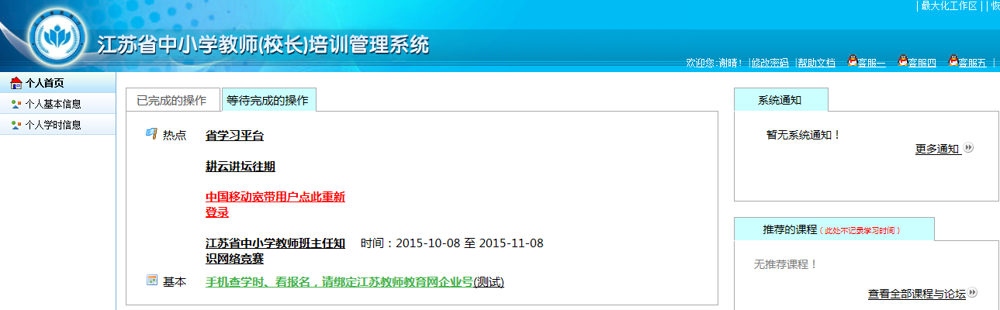 | 最大化工作区 | | 恢
江苏省中小学教师(校长)培训管理系统
欢迎您:谢晴! |修改密码 |帮助文档 客服一 客服四 客服五 |
个人首页
个人基本信息
个人学时信息
已完成的操作 等待完成的操作
热点 省学习平台
耕云讲坛往期
中国移动宽带用户点此重新
登录
江苏省中小学教师班主任知 时间：2015-10-08 至 2015-11-08
识网络竞赛
基本 手机查学时、看报名，请绑定江苏教师教育网企业号(测试)
系统通知
暂无系统通知！
更多通知
推荐的课程 (此处不记录学习时间)
无推荐课程！
查看全部课程与论坛